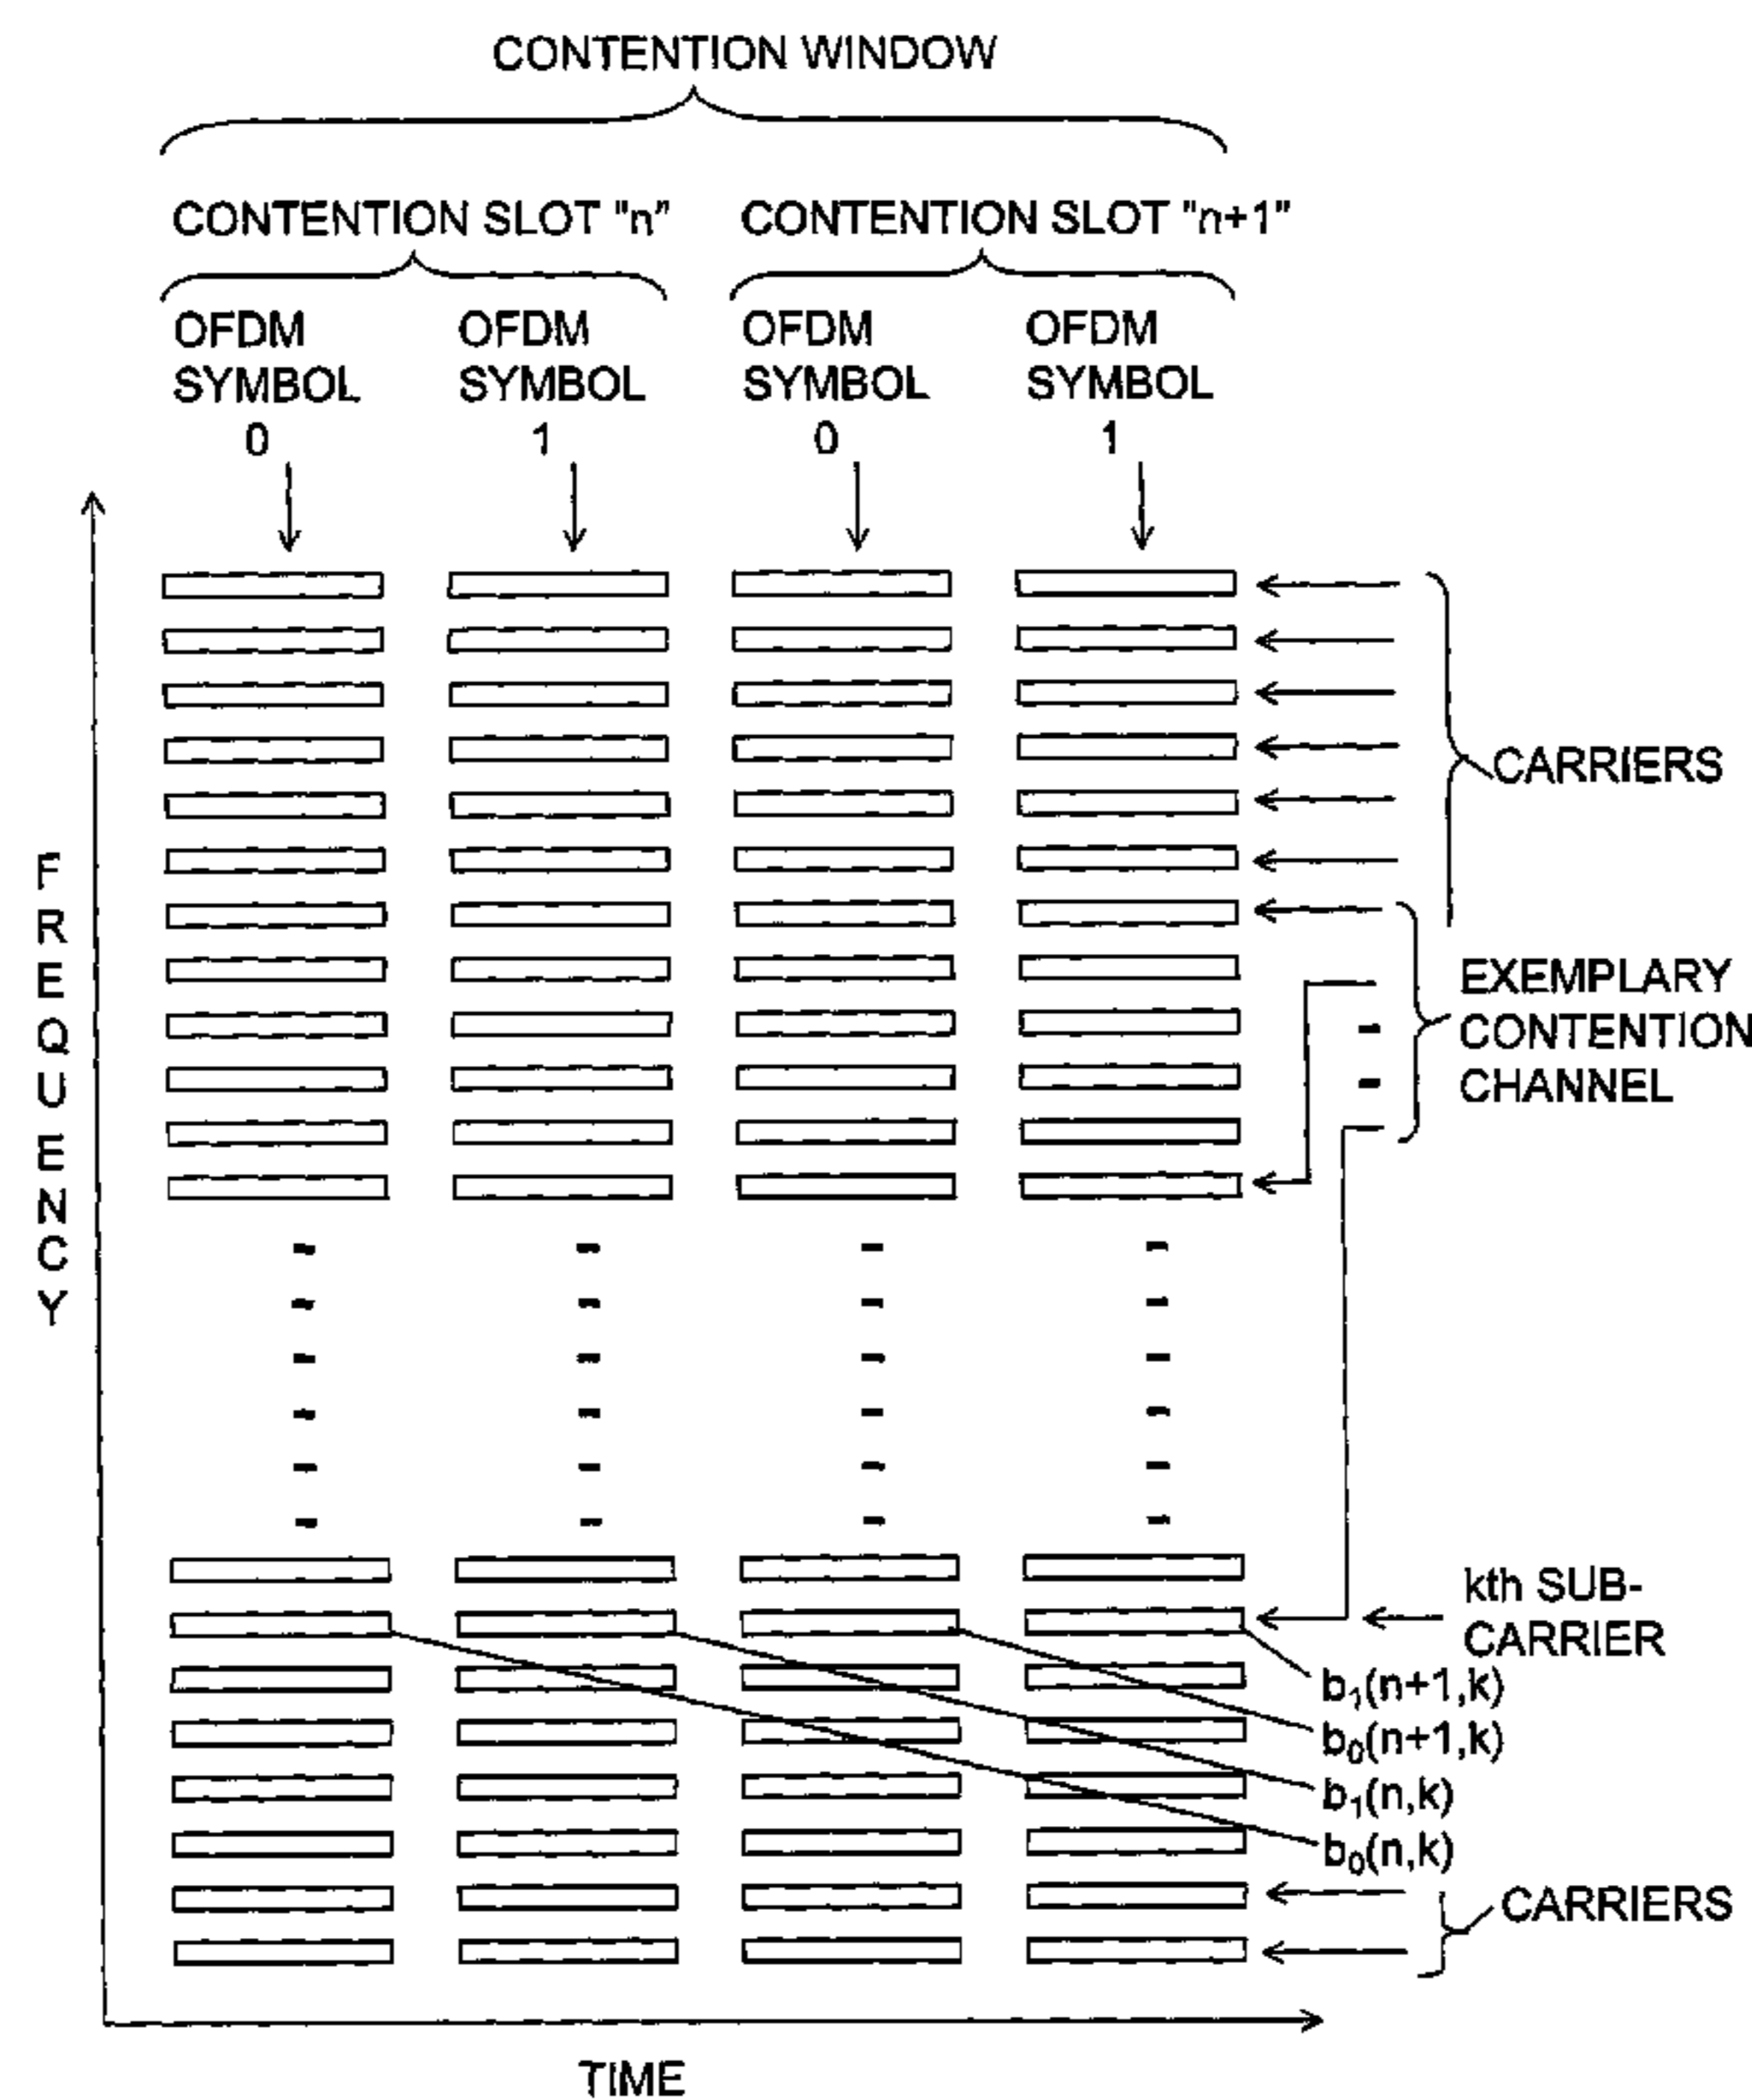 CONTENTION WINDOW
CONTENTION SLOT "n"
CONTENTION SLOT "n+1"
OFDM
SYMBOL
0
OFDM
SYMBOL
1
OFDM
SYMBOL
0
OFDM
SYMBOL
1
FREQUENCY
CARRIERS
EXEMPLARY
CONTENTION
CHANNEL
kth SUB-
CARRIER
b₁(n+1,k)
b₀(n+1,k)
b₁(n,k)
b₀(n,k)
CARRIERS
TIME